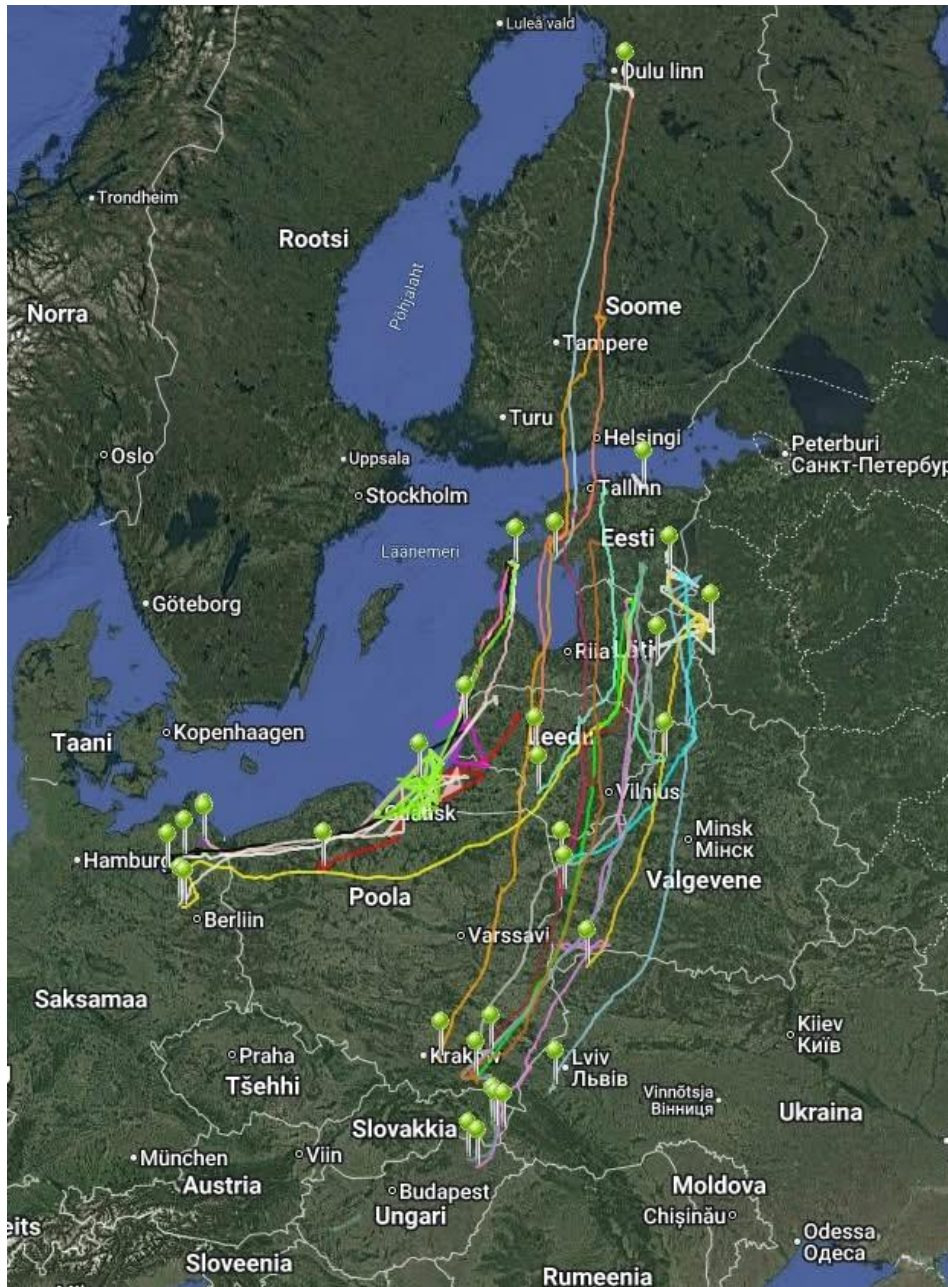 Luleå vald
Oulu linn
Trondheim
Rootsi
Põhjalaht
Norra
Soome
Tampere
Turu
Helsingi
Peterburi
Санкт-Петербур
Oslo
Uppsala
Stockholm
Tallinn
Läänemeri
Eesti
Göteborg
Riia
Läti
Taani
Kopenhaagen
Leedu
Vilnius
Gdańsk
Minsk
Мінск
Hamburg
Valgevene
Poola
Berliin
Varssavi
Saksamaa
Kiiev
Київ
Praha
Kraków
Lviv
Львів
Tšehhi
Vinnõtsja
Вінниця
Ukraina
Slovakkia
München
Viin
Austria
Budapest
Moldova
Ungari
Chișinău
eits
Odessa
Одеса
Sloveenia
Rumeenia